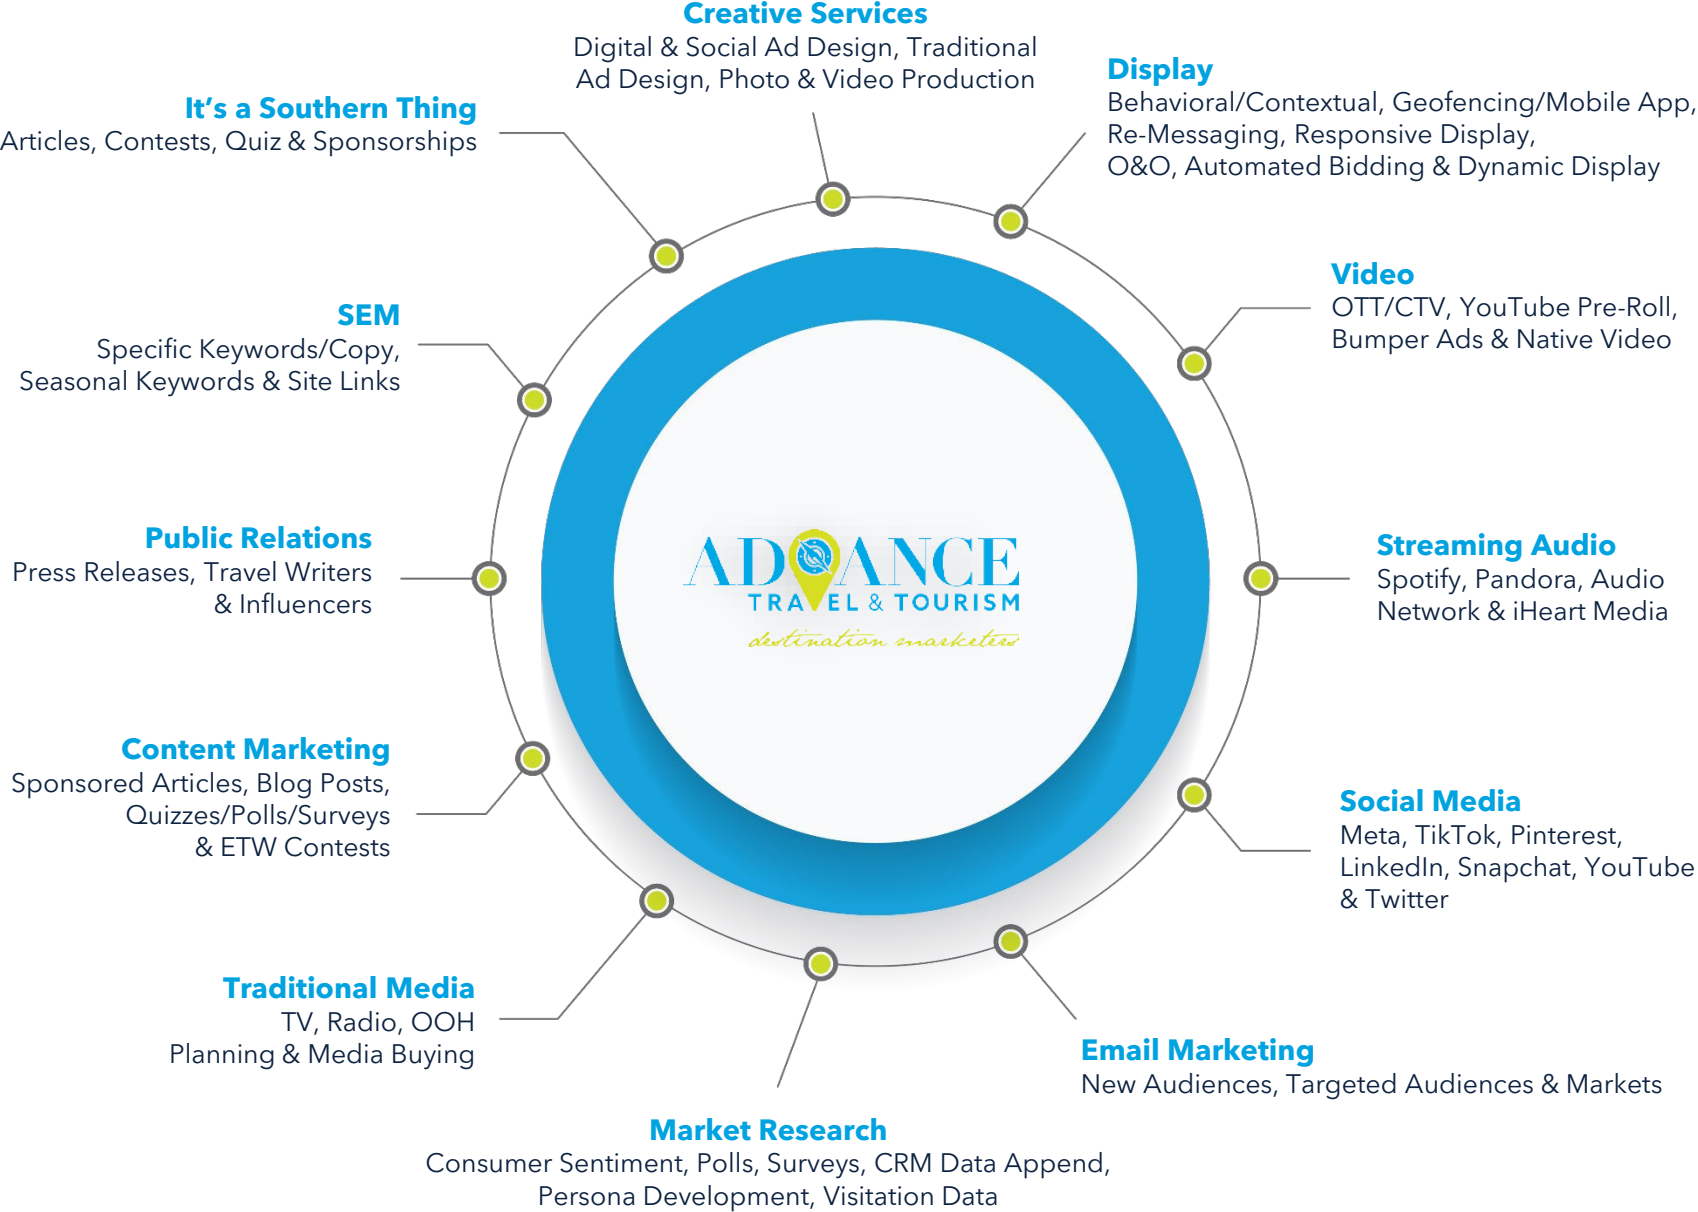 Creative Services
Digital & Social Ad Design, Traditional
Ad Design, Photo & Video Production
Display
Behavioral/Contextual, Geofencing/Mobile App,
Re-Messaging, Responsive Display,
O&O, Automated Bidding & Dynamic Display
Video
OTT/CTV, YouTube Pre-Roll,
Bumper Ads & Native Video
Streaming Audio
Spotify, Pandora, Audio
Network & iHeart Media
Social Media
Meta, TikTok, Pinterest,
LinkedIn, Snapchat, YouTube
& Twitter
Email Marketing
New Audiences, Targeted Audiences & Markets
Market Research
Consumer Sentiment, Polls, Surveys, CRM Data Append,
Persona Development, Visitation Data
Traditional Media
TV, Radio, OOH
Planning & Media Buying
Content Marketing
Sponsored Articles, Blog Posts,
Quizzes/Polls/Surveys
& ETW Contests
Public Relations
Press Releases, Travel Writers
& Influencers
SEM
Specific Keywords/Copy,
Seasonal Keywords & Site Links
It's a Southern Thing
Articles, Contests, Quiz & Sponsorships
ADVANCE
TRAVEL & TOURISM
destination marketers